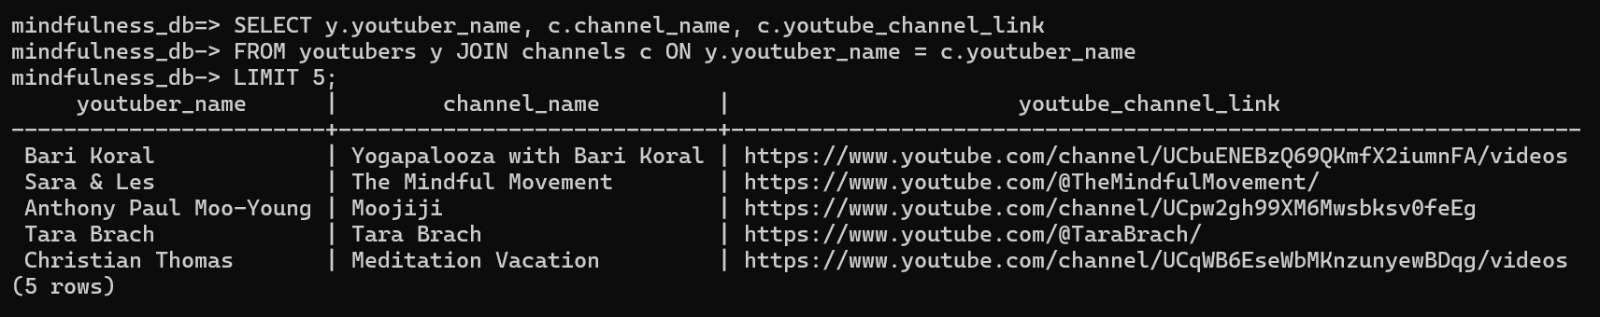 mindfulness_db=> SELECT y.youtuber_name, c.channel_name, c.youtube_channel_link
mindfulness_db-> FROM youtubers y JOIN channels c ON y.youtuber_name = c.youtuber_name
mindfulness_db-> LIMIT 5;
     youtuber_name      |        channel_name         |                      youtube_channel_link
------------------------+-----------------------------+-----------------------------------------------------------------
 Bari Koral             | Yogapalooza with Bari Koral | https://www.youtube.com/channel/UCbuENEBzQ69QKmfX2iumnFA/videos
 Sara & Les             | The Mindful Movement        | https://www.youtube.com/@TheMindfulMovement/
 Anthony Paul Moo-Young | Moojiji                     | https://www.youtube.com/channel/UCpw2gh99XM6Mwsbksv0feEg
 Tara Brach             | Tara Brach                  | https://www.youtube.com/@TaraBrach/
 Christian Thomas       | Meditation Vacation         | https://www.youtube.com/channel/UCqWB6EseWbMKnzunyewBDqg/videos
(5 rows)